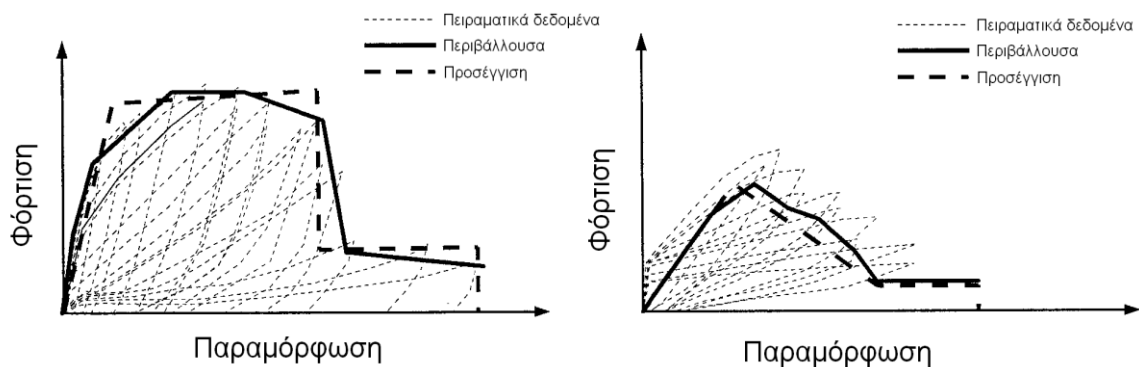 Πειραματικά δεδομένα
Περιβάλλουσα
Προσέγγιση
Φόρτιση
Παραμόρφωση
Πειραματικά δεδομένα
Περιβάλλουσα
Προσέγγιση
Φόρτιση
Παραμόρφωση